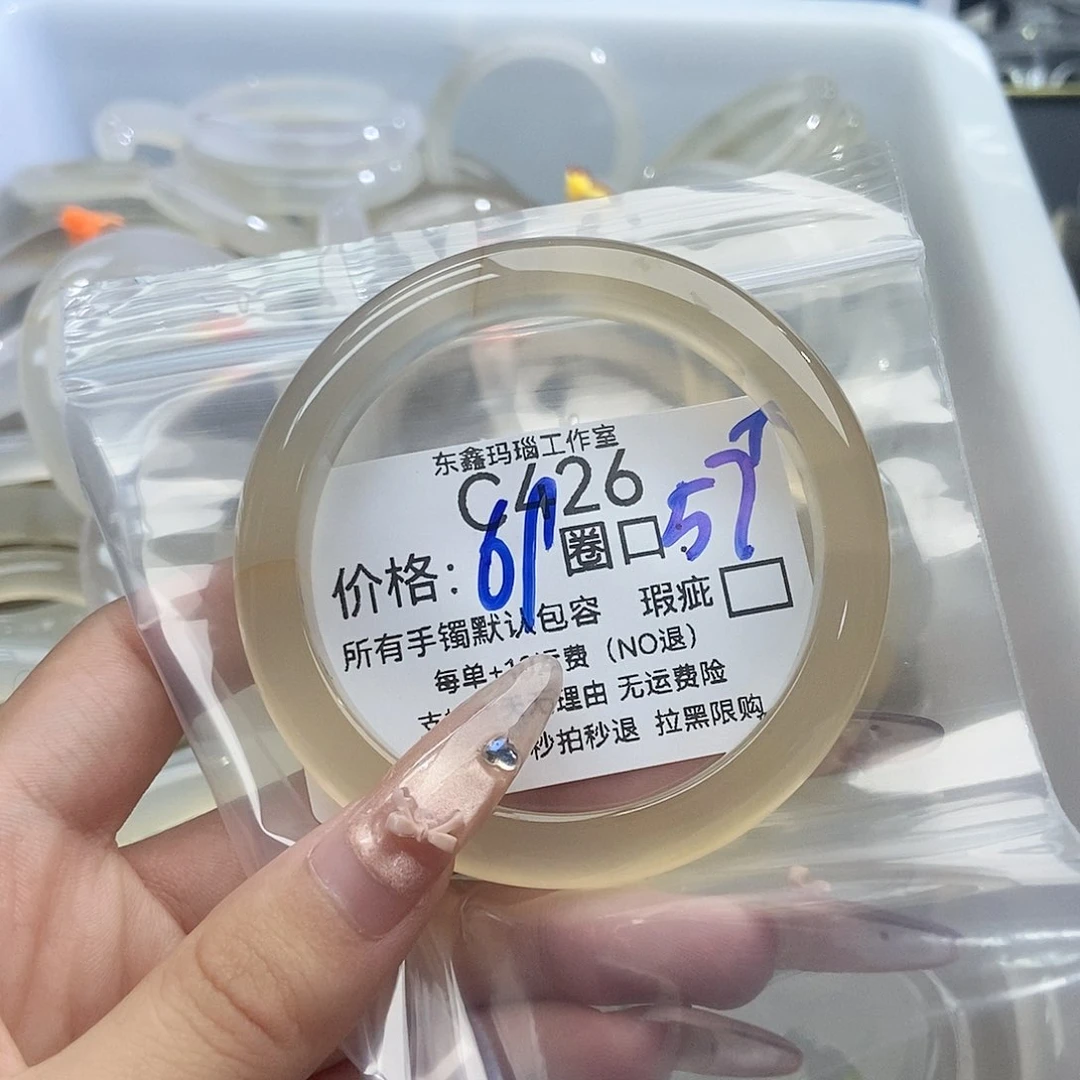 东鑫玛瑙工作室
C426
价格: 69 圈口 57
瑕疵
所有手镯默认包容
每单+ 运费 (NO退)
理由 无运费险
秒拍秒退 拉黑限购